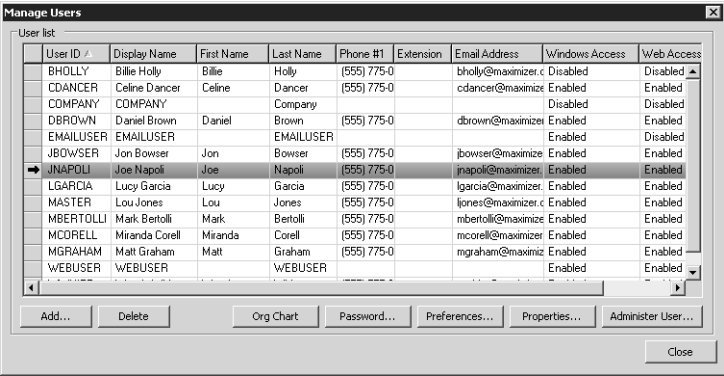 Manage Users
User list
User ID Display Name First Name Last Name Phone #1 Extension Email Address Windows Access Web Access
BHOLLY Billie Holly Billie Holly (555) 775-0 bholly@maximizer.c Disabled Disabled
CDANCER Celine Dancer Celine Dancer (555) 775-0 cdancer@maximize Enabled Enabled
COMPANY COMPANY Company Disabled Disabled
DBROWN Daniel Brown Daniel Brown (555) 775-0 dbrown@maximizer Enabled Enabled
EMAILUSER EMAILUSER EMAILUSER Enabled Disabled
JBOWSER Jon Bowser Jon Bowser (555) 775-0 jbowser@maximize Enabled Enabled
JNAPOLI Joe Napoli Joe Napoli (555) 775-0 jnapoli@maximizer. Enabled Enabled
LGARCIA Lucy Garcia Lucy Garcia (555) 775-0 lgarcia@maximizer. Enabled Enabled
MASTER Lou Jones Lou Jones (555) 775-0 ljones@maximizer.c Enabled Enabled
MBERTOLLI Mark Bertolli Mark Bertolli (555) 775-0 mbertolli@maximize Enabled Enabled
MCORELL Miranda Corell Miranda Corell (555) 775-0 mcorell@maximizer Enabled Enabled
MGRAHAM Matt Graham Matt Graham (555) 775-0 mgraham@maximiz Enabled Enabled
WEBUSER WEBUSER WEBUSER Enabled Enabled
Add... Delete Org Chart Password... Preferences... Properties... Administer User...
Close